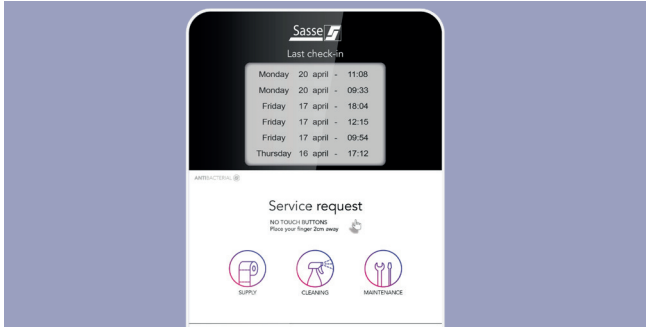 Sasse
Last check-in
Monday 20 april - 11:08
Monday 20 april - 09:33
Friday 17 april - 18:04
Friday 17 april - 12:15
Friday 17 april - 09:54
Thursday 16 april - 17:12
ANTIBACTERIAL
Service request
NO TOUCH BUTTONS
Place your finger 2cm away
SUPPLY
CLEANING
MAINTENANCE